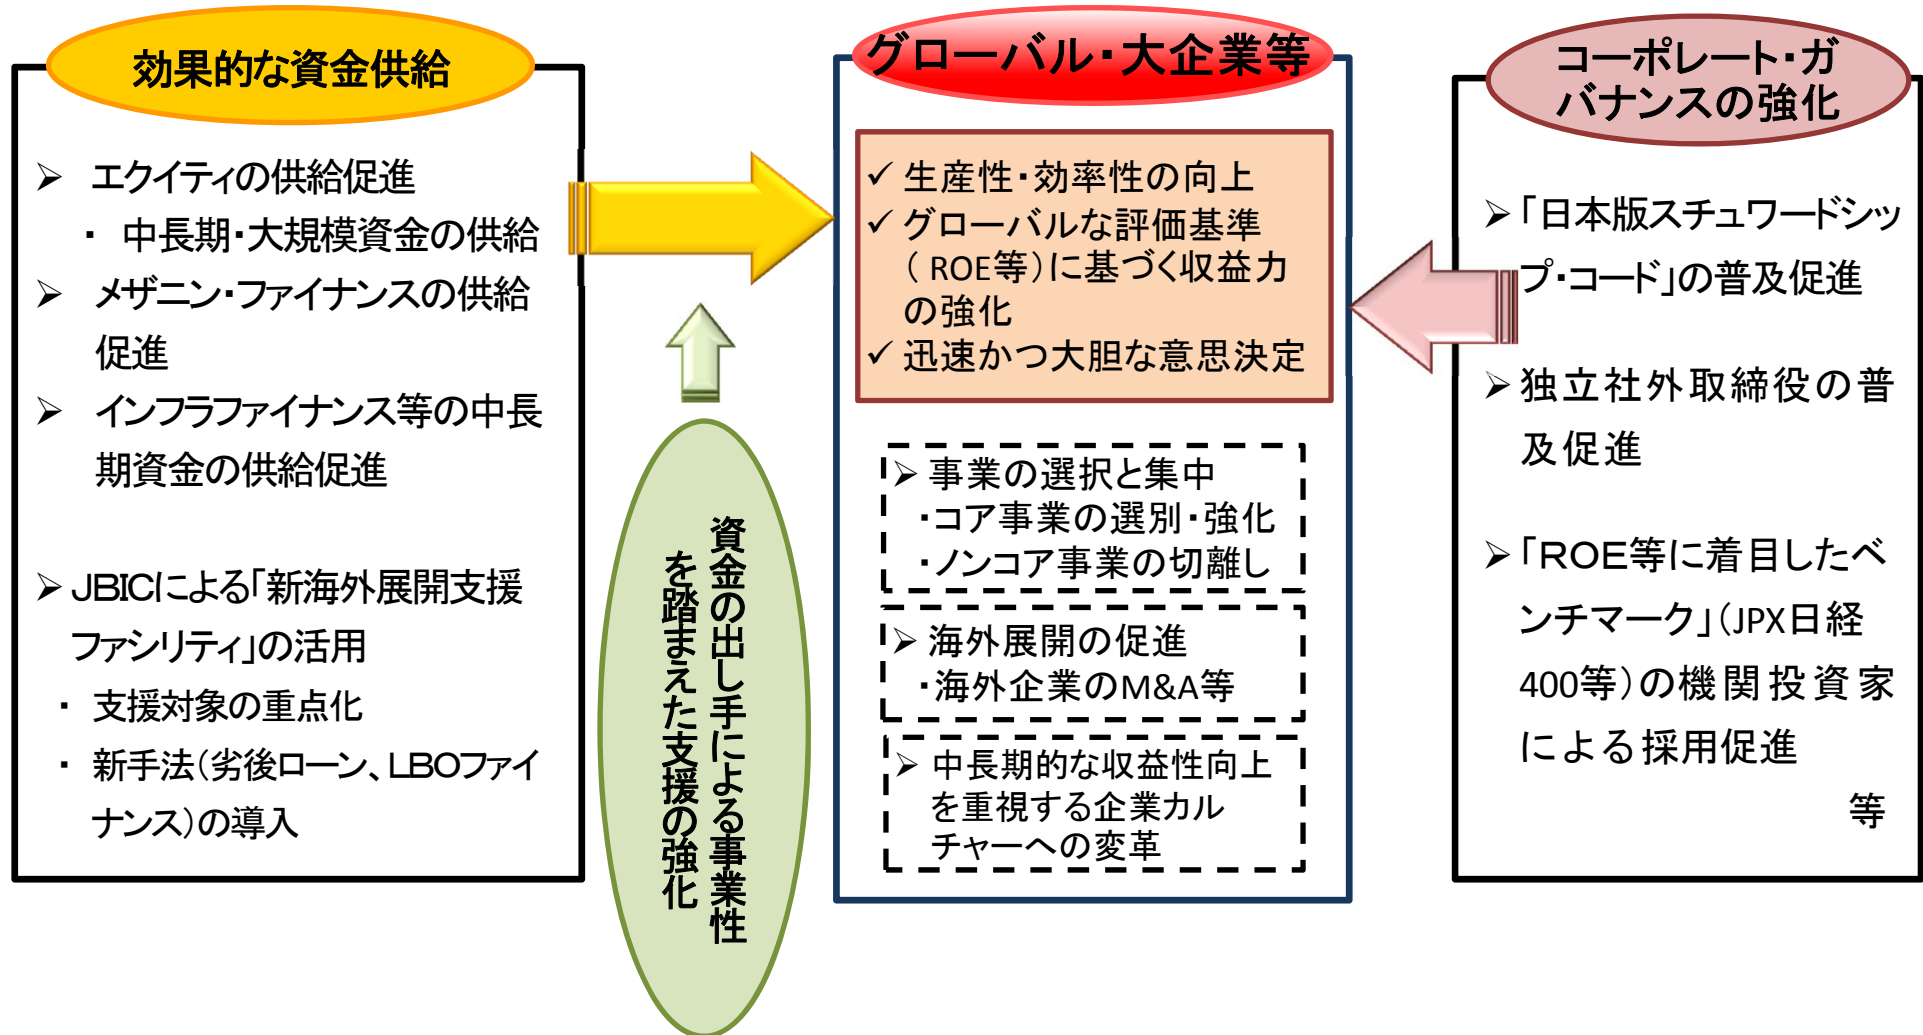 効果的な資金供給
➢ エクイティの供給促進
・ 中長期・大規模資金の供給
➢ メザニン・ファイナンスの供給
促進
➢ インフラファイナンス等の中長
期資金の供給促進
➢ JBICによる「新海外展開支援
ファシリティ」の活用
・ 支援対象の重点化
・ 新手法(劣後ローン、LBOファイ
ナンス)の導入
資金の出し手による事業性
を踏まえた支援の強化
グローバル・大企業等
✓ 生産性・効率性の向上
✓ グローバルな評価基準
( ROE等)に基づく収益力
の強化
✓ 迅速かつ大胆な意思決定
➢ 事業の選択と集中
・コア事業の選別・強化
・ノンコア事業の切離し
➢ 海外展開の促進
・海外企業のM&A等
➢ 中長期的な収益性向上
を重視する企業カル
チャーへの変革
コーポレート・ガ
バナンスの強化
➢「日本版スチュワードシッ
プ・コード」の普及促進
➢ 独立社外取締役の普
及促進
➢「ROE等に着目したベ
ンチマーク」(JPX日経
400等)の機関投資家
による採用促進
等